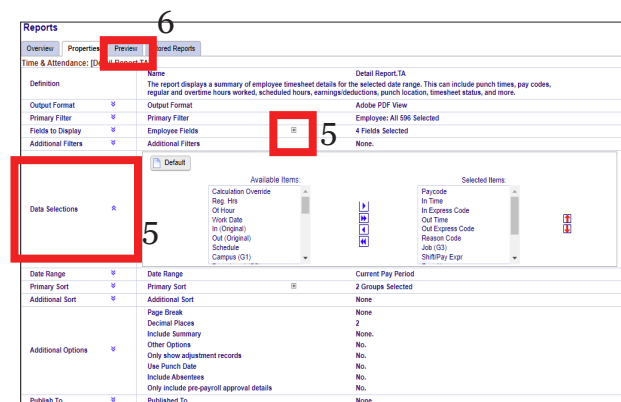 6
Reports
Overview Properties Preview Stored Reports
Time & Attendance: [Detail Report.TA
Definition
Name Detail Report.TA
The report displays a summary of employee timesheet details for the selected date range. This can include punch times, pay codes,
regular and overtime hours worked, scheduled hours, earnings/deductions, punch location, timesheet status, and more.
Output Format Output Format Adobe PDF View
Primary Filter Primary Filter Employee: All 596 Selected
Fields to Display Employee Fields 4 Fields Selected
5
Additional Filters Additional Filters None.
Default
Available Items: Selected Items:
Data Selections
5
Calculation Override
Reg. Hrs
Ot Hour
Work Date
In (Original)
Out (Original)
Schedule
Campus (G1)
Paycode
In Time
In Express Code
Out Time
Out Express Code
Reason Code
Job (G3)
Shift/Pay Expr
Date Range Date Range Current Pay Period
Primary Sort Primary Sort 2 Groups Selected
Additional Sort Additional Sort None
Additional Options
Page Break None
Decimal Places 2
Include Summary None.
Other Options No.
Only show adjustment records No.
Use Punch Date No.
Include Absentees No.
Only include pre-payroll approval details No.
Publish To Published To None